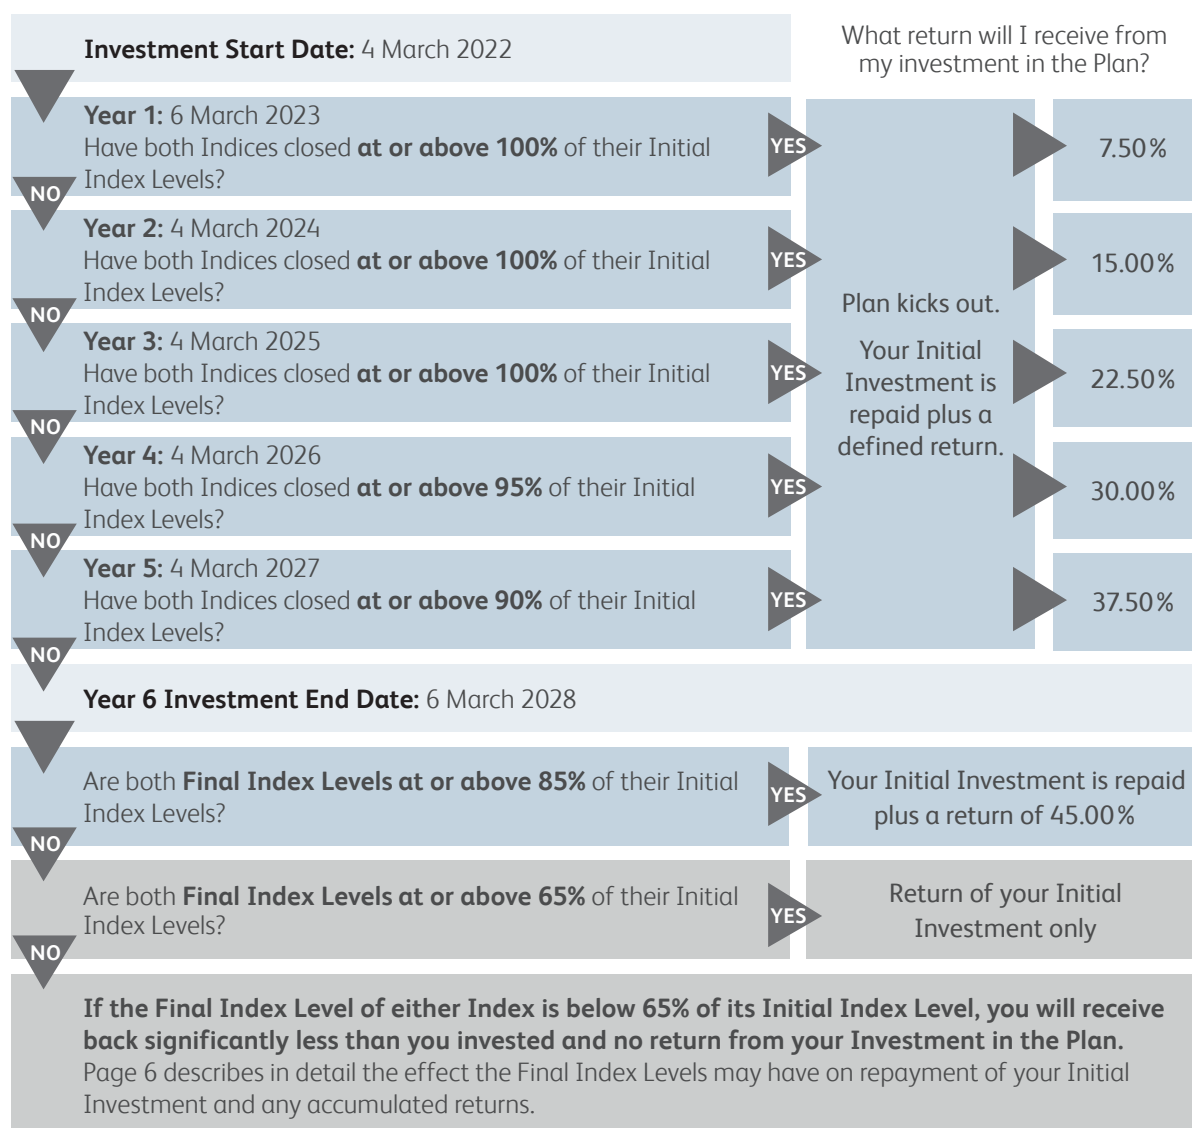 Investment Start Date: 4 March 2022
What return will I receive from
my investment in the Plan?
Year 1: 6 March 2023
Have both Indices closed at or above 100% of their Initial
Index Levels?
YES
7.50%
NO
Year 2: 4 March 2024
Have both Indices closed at or above 100% of their Initial
Index Levels?
YES
15.00%
NO
Year 3: 4 March 2025
Have both Indices closed at or above 100% of their Initial
Index Levels?
YES
22.50%
NO
Year 4: 4 March 2026
Have both Indices closed at or above 95% of their Initial
Index Levels?
YES
30.00%
NO
Year 5: 4 March 2027
Have both Indices closed at or above 90% of their Initial
Index Levels?
YES
37.50%
NO
Plan kicks out.
Your Initial
Investment is
repaid plus a
defined return.
Year 6 Investment End Date: 6 March 2028
Are both Final Index Levels at or above 85% of their Initial
Index Levels?
YES
Your Initial Investment is repaid
plus a return of 45.00%
NO
Are both Final Index Levels at or above 65% of their Initial
Index Levels?
YES
Return of your Initial
Investment only
NO
If the Final Index Level of either Index is below 65% of its Initial Index Level, you will receive
back significantly less than you invested and no return from your Investment in the Plan.
Page 6 describes in detail the effect the Final Index Levels may have on repayment of your Initial
Investment and any accumulated returns.